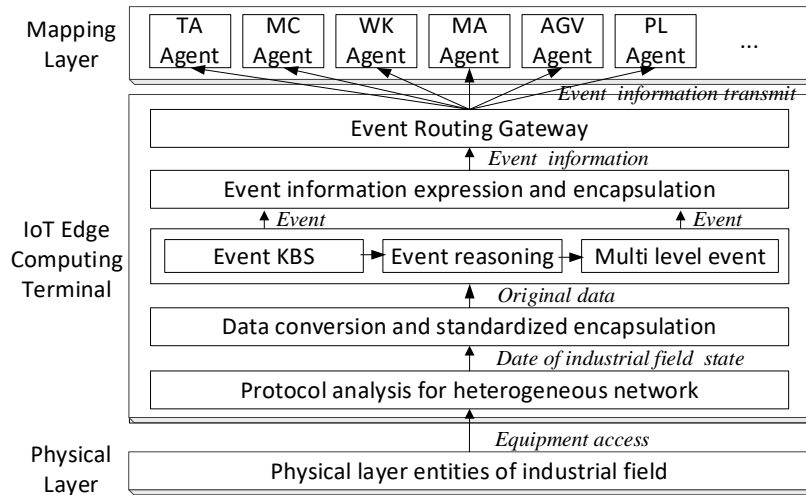 Mapping
Layer
TA
Agent
MC
Agent
WK
Agent
MA
Agent
AGV
Agent
PL
Agent
...
Event information transmit
IoT Edge
Computing
Terminal
Event Routing Gateway
Event information
Event information expression and encapsulation
Event
Event
Event KBS
Event reasoning
Multi level event
Original data
Data conversion and standardized encapsulation
Date of industrial field state
Protocol analysis for heterogeneous network
Equipment access
Physical
Layer
Physical layer entities of industrial field